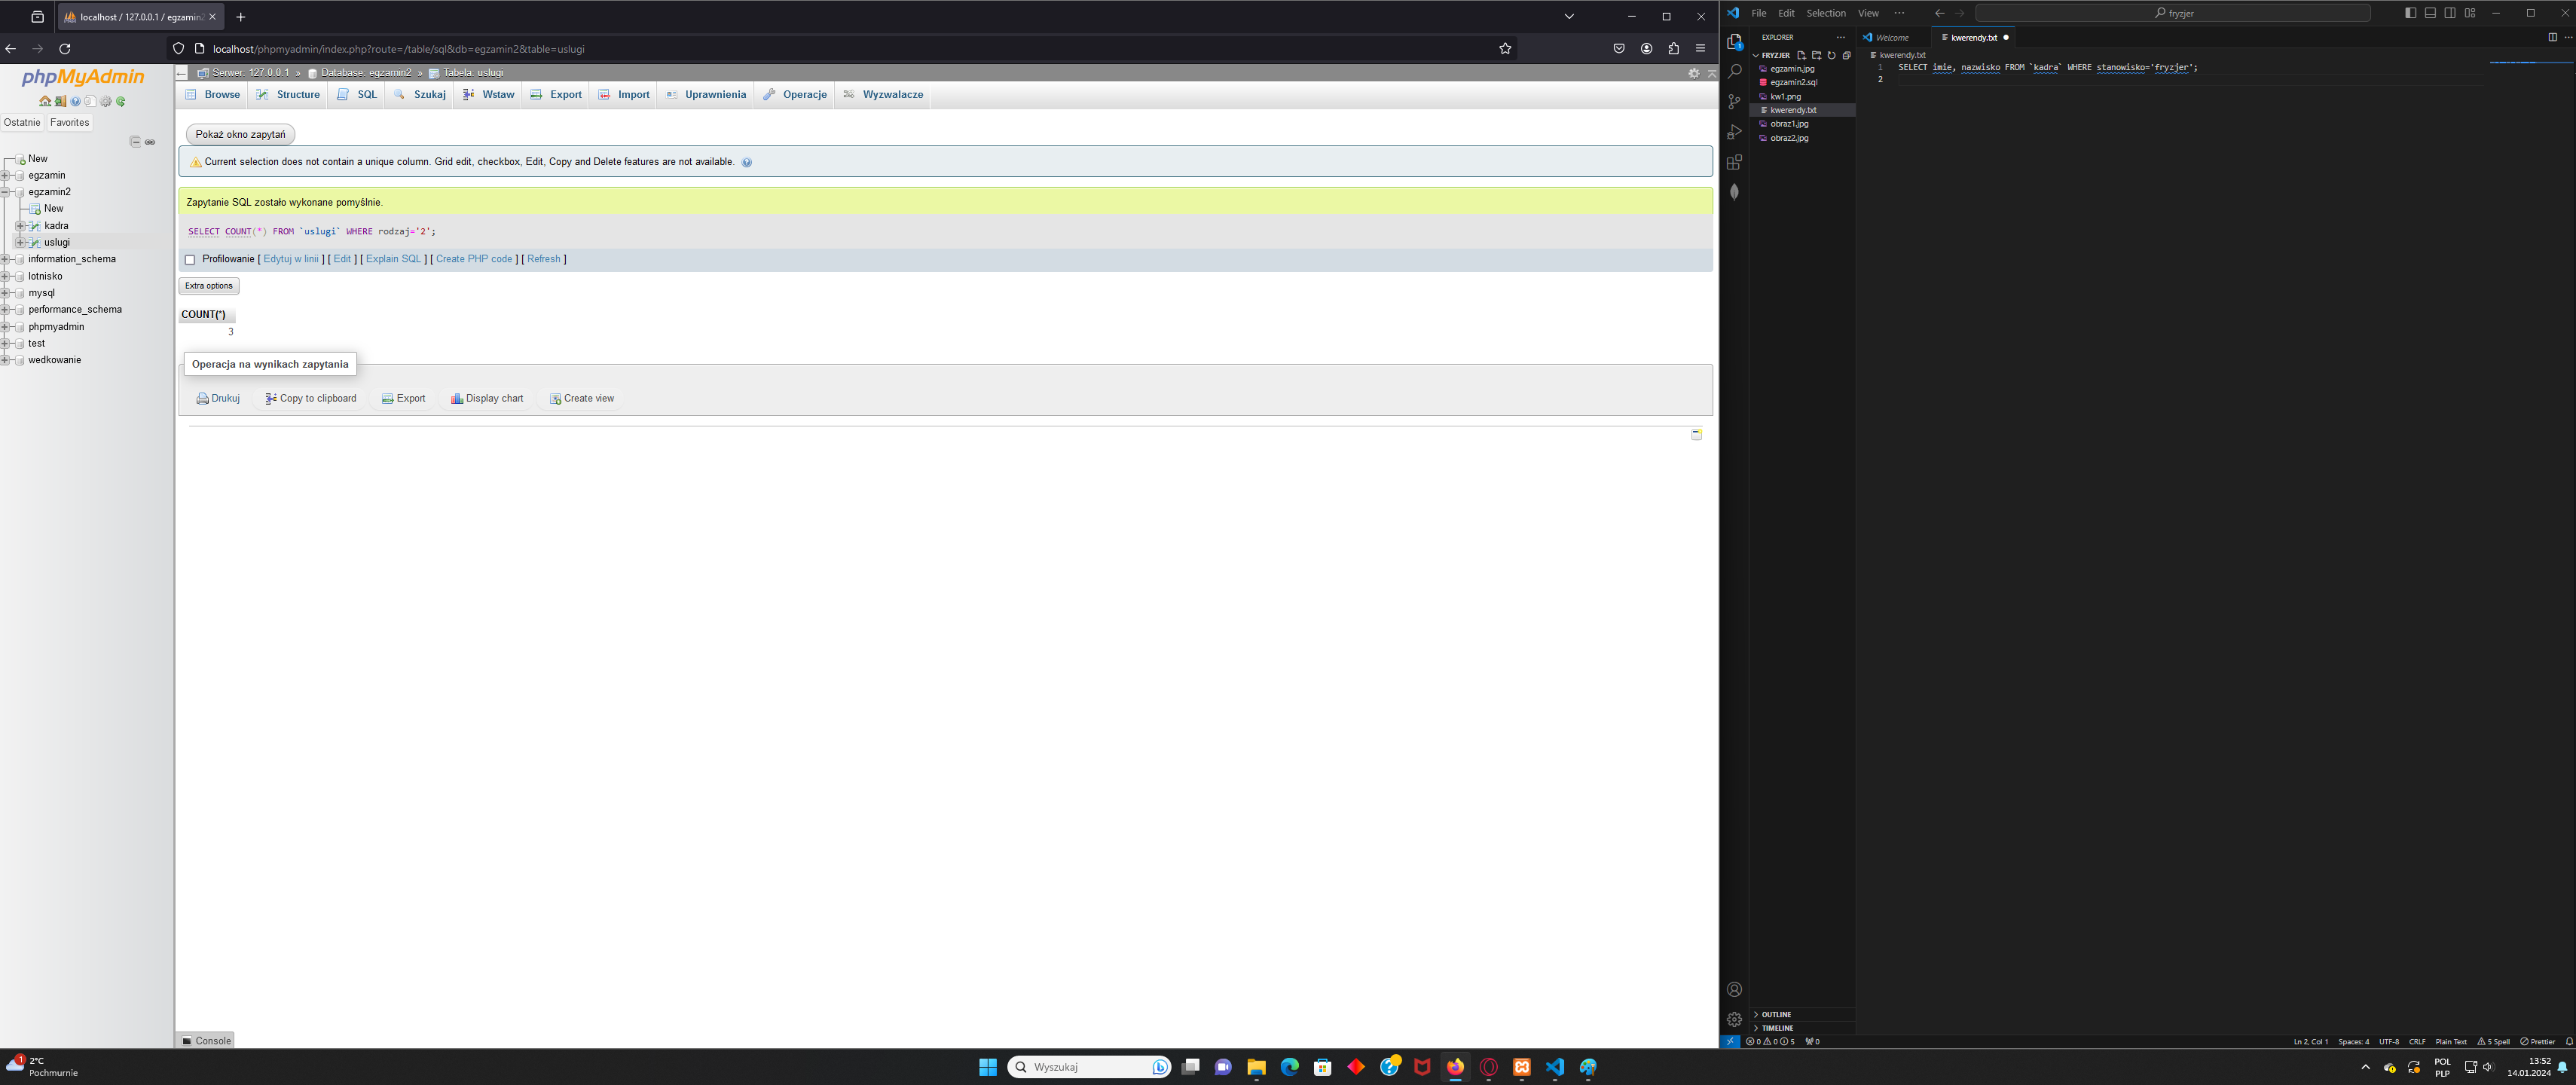 localhost / 127.0.0.1 / egzamin2
localhost/phpmyadmin/index.php?route=/table/sql&db=egzamin2&table=uslugi
phpMyAdmin
Ostatnie Favorites
New
egzamin
egzamin2
New
kadra
uslugi
information_schema
lotnisko
mysql
performance_schema
phpmyadmin
test
wedkowanie
Serwer: 127.0.0.1 » Database: egzamin2 » Tabela: uslugi
Browse Structure SQL Szukaj Wstaw Export Import Uprawnienia Operacje Wyzwalacze
Pokaż okno zapytań
Current selection does not contain a unique column. Grid edit, checkbox, Edit, Copy and Delete features are not available.
Zapytanie SQL zostało wykonane pomyślnie.
SELECT COUNT(*) FROM `uslugi` WHERE rodzaj='2';
Profilowanie [ Edytuj w linii ] [ Edit ] [ Explain SQL ] [ Create PHP code ] [ Refresh ]
Extra options
COUNT(*)
3
Operacja na wynikach zapytania
Drukuj Copy to clipboard Export Display chart Create view
Console
File Edit Selection View ···
fryzjer
EXPLORER ···
FRYZJER
egzamin.jpg
egzamin2.sql
kw1.png
kwerendy.txt
obraz1.jpg
obraz2.jpg
OUTLINE
TIMELINE
Welcome kwerendy.txt
kwerendy.txt
1 SELECT imie, nazwisko FROM `kadra` WHERE stanowisko='fryzjer';
2
0 0 5 0
Ln 2, Col 1 Spaces: 4 UTF-8 CRLF Plain Text 5 Spell Prettier
1
2°C
Pochmurnie
Wyszukaj
POL
PLP
13:52
14.01.2024